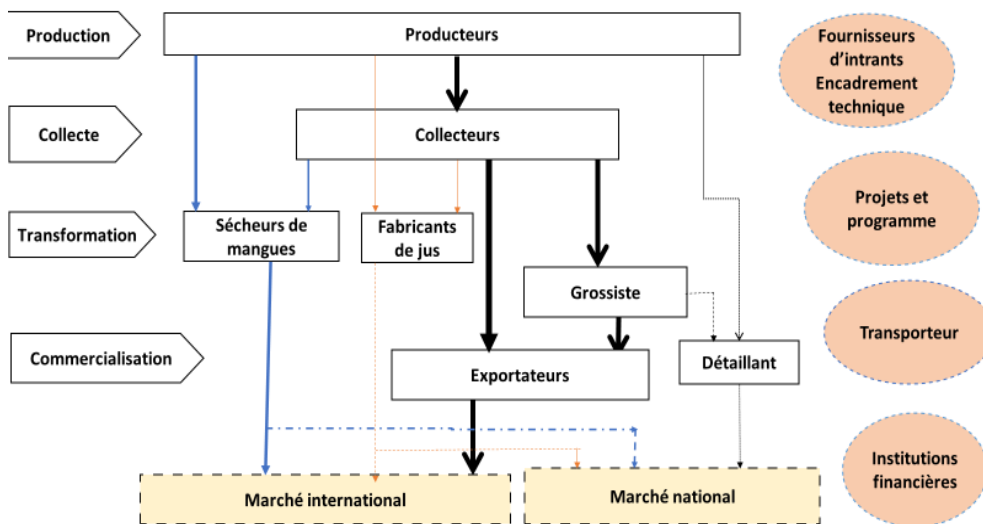 Production
Producteurs
Fournisseurs
d'intrants
Encadrement
technique
Collecte
Collecteurs
Projets et
programme
Transformation
Sécheurs de
mangues
Fabricants
de jus
Grossiste
Transporteur
Commercialisation
Exportateurs
Détaillant
Institutions
financières
Marché international
Marché national